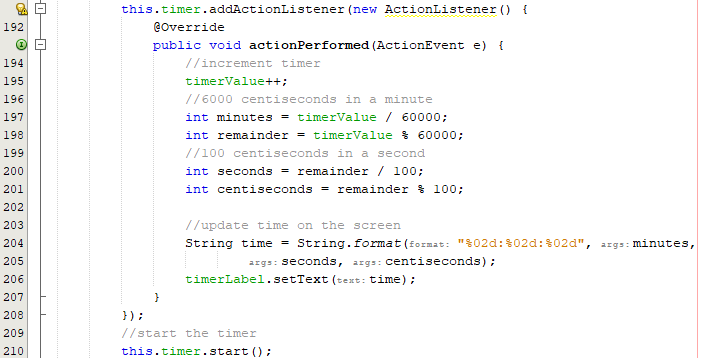 this.timer.addActionListener(new ActionListener() {
192 @Override
public void actionPerformed(ActionEvent e) {
194 //increment timer
195 timerValue++;
196 //6000 centiseconds in a minute
197 int minutes = timerValue / 60000;
198 int remainder = timerValue % 60000;
199 //100 centiseconds in a second
200 int seconds = remainder / 100;
201 int centiseconds = remainder % 100;
202
203 //update time on the screen
204 String time = String.format(format: "%02d:%02d:%02d", args: minutes,
205 args: seconds, args: centiseconds);
206 timerLabel.setText(text: time);
207 }
208 });
209 //start the timer
210 this.timer.start();